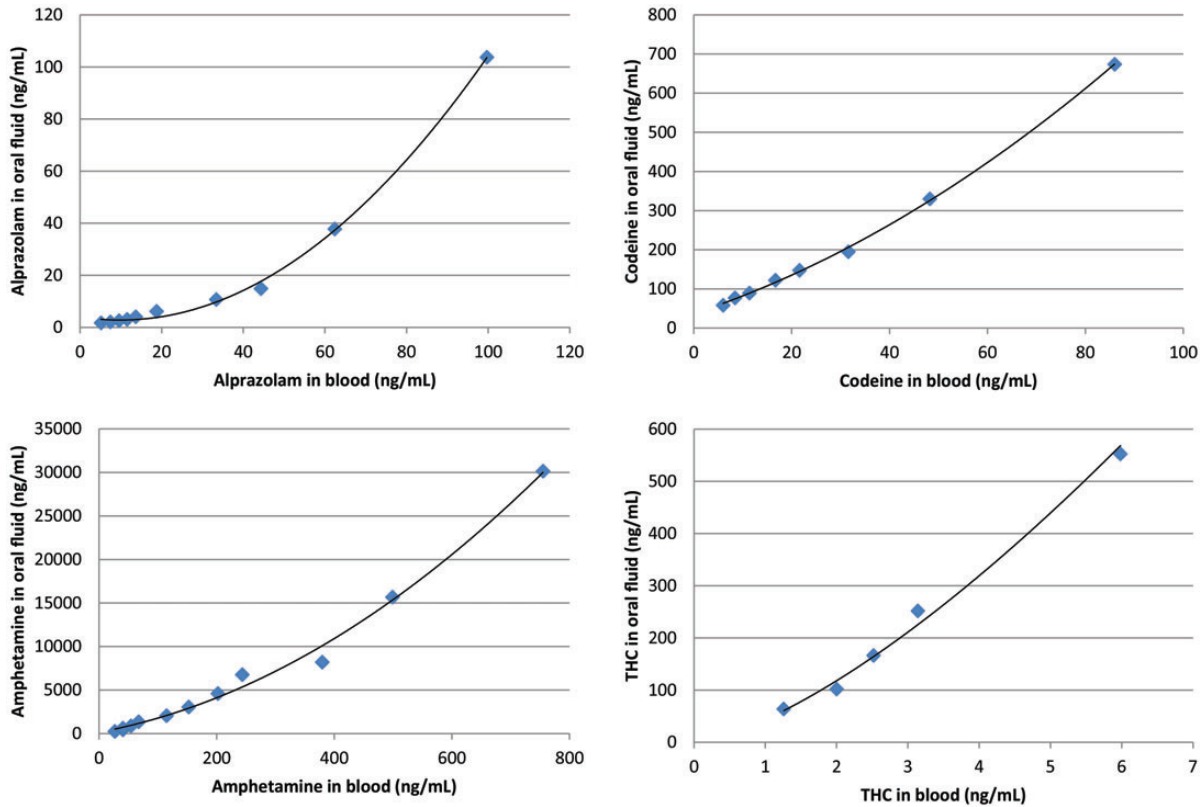 120
100
80
60
40
20
0
Alprazolam in oral fluid (ng/mL)
0 20 40 60 80 100 120
Alprazolam in blood (ng/mL)
800
700
600
500
400
300
200
100
0
Codeine in oral fluid (ng/mL)
0 20 40 60 80 100
Codeine in blood (ng/mL)
35000
30000
25000
20000
15000
10000
5000
0
Amphetamine in oral fluid (ng/mL)
0 200 400 600 800
Amphetamine in blood (ng/mL)
600
500
400
300
200
100
0
THC in oral fluid (ng/mL)
0 1 2 3 4 5 6 7
THC in blood (ng/mL)